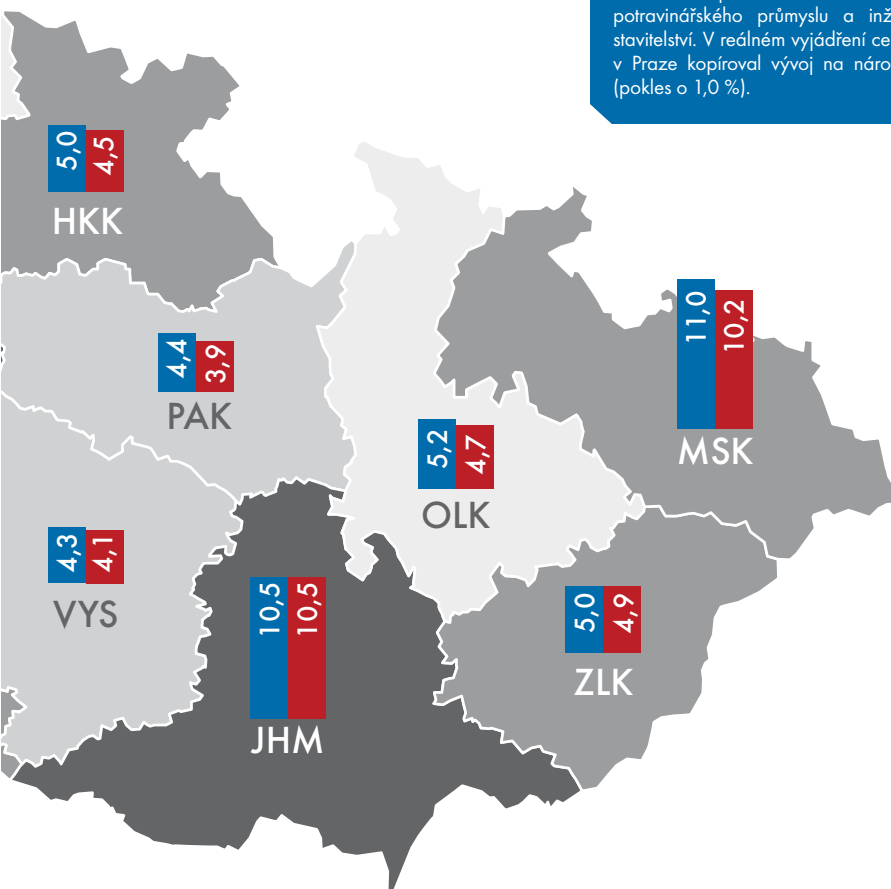 potravinářského průmyslu a inž
stavitelství. V reálném vyjádření ce
v Praze kopíroval vývoj na náro
(pokles o 1,0 %).
5,0
4,5
HKK
11,0
10,2
MSK
4,4
3,9
PAK
5,2
4,7
OLK
4,3
4,1
VYS
10,5
10,5
JHM
5,0
4,9
ZLK